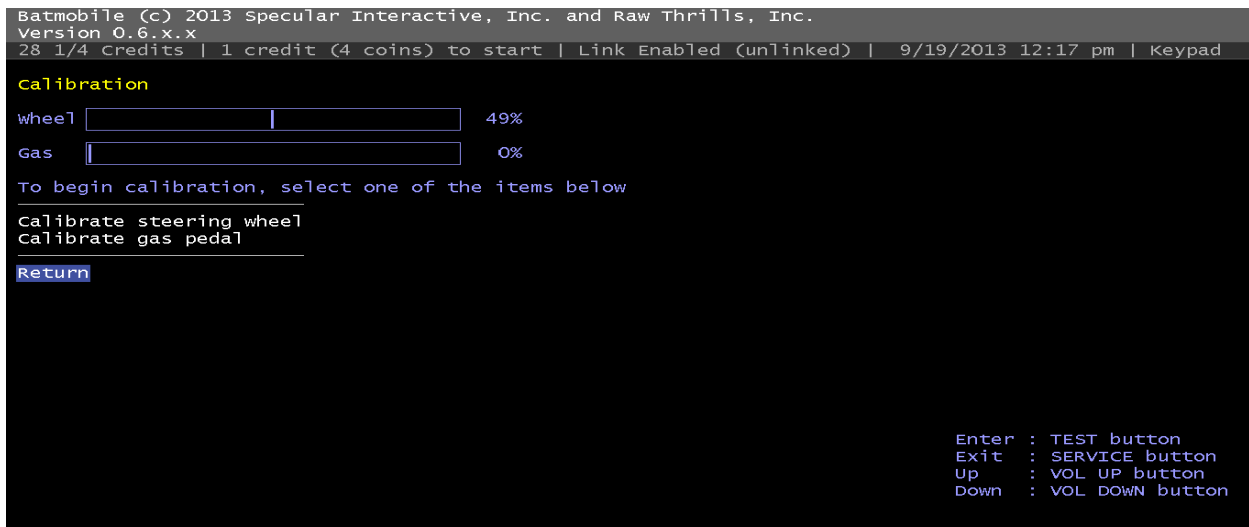 Batmobile (c) 2013 Specular Interactive, Inc. and Raw Thrills, Inc.
Version 0.6.x.x
28 1/4 Credits | 1 credit (4 coins) to start | Link Enabled (unlinked) | 9/19/2013 12:17 pm | Keypad
Calibration
Wheel 49%
Gas 0%
To begin calibration, select one of the items below
Calibrate steering wheel
Calibrate gas pedal
Return
Enter : TEST button
Exit : SERVICE button
Up : VOL UP button
Down : VOL DOWN button